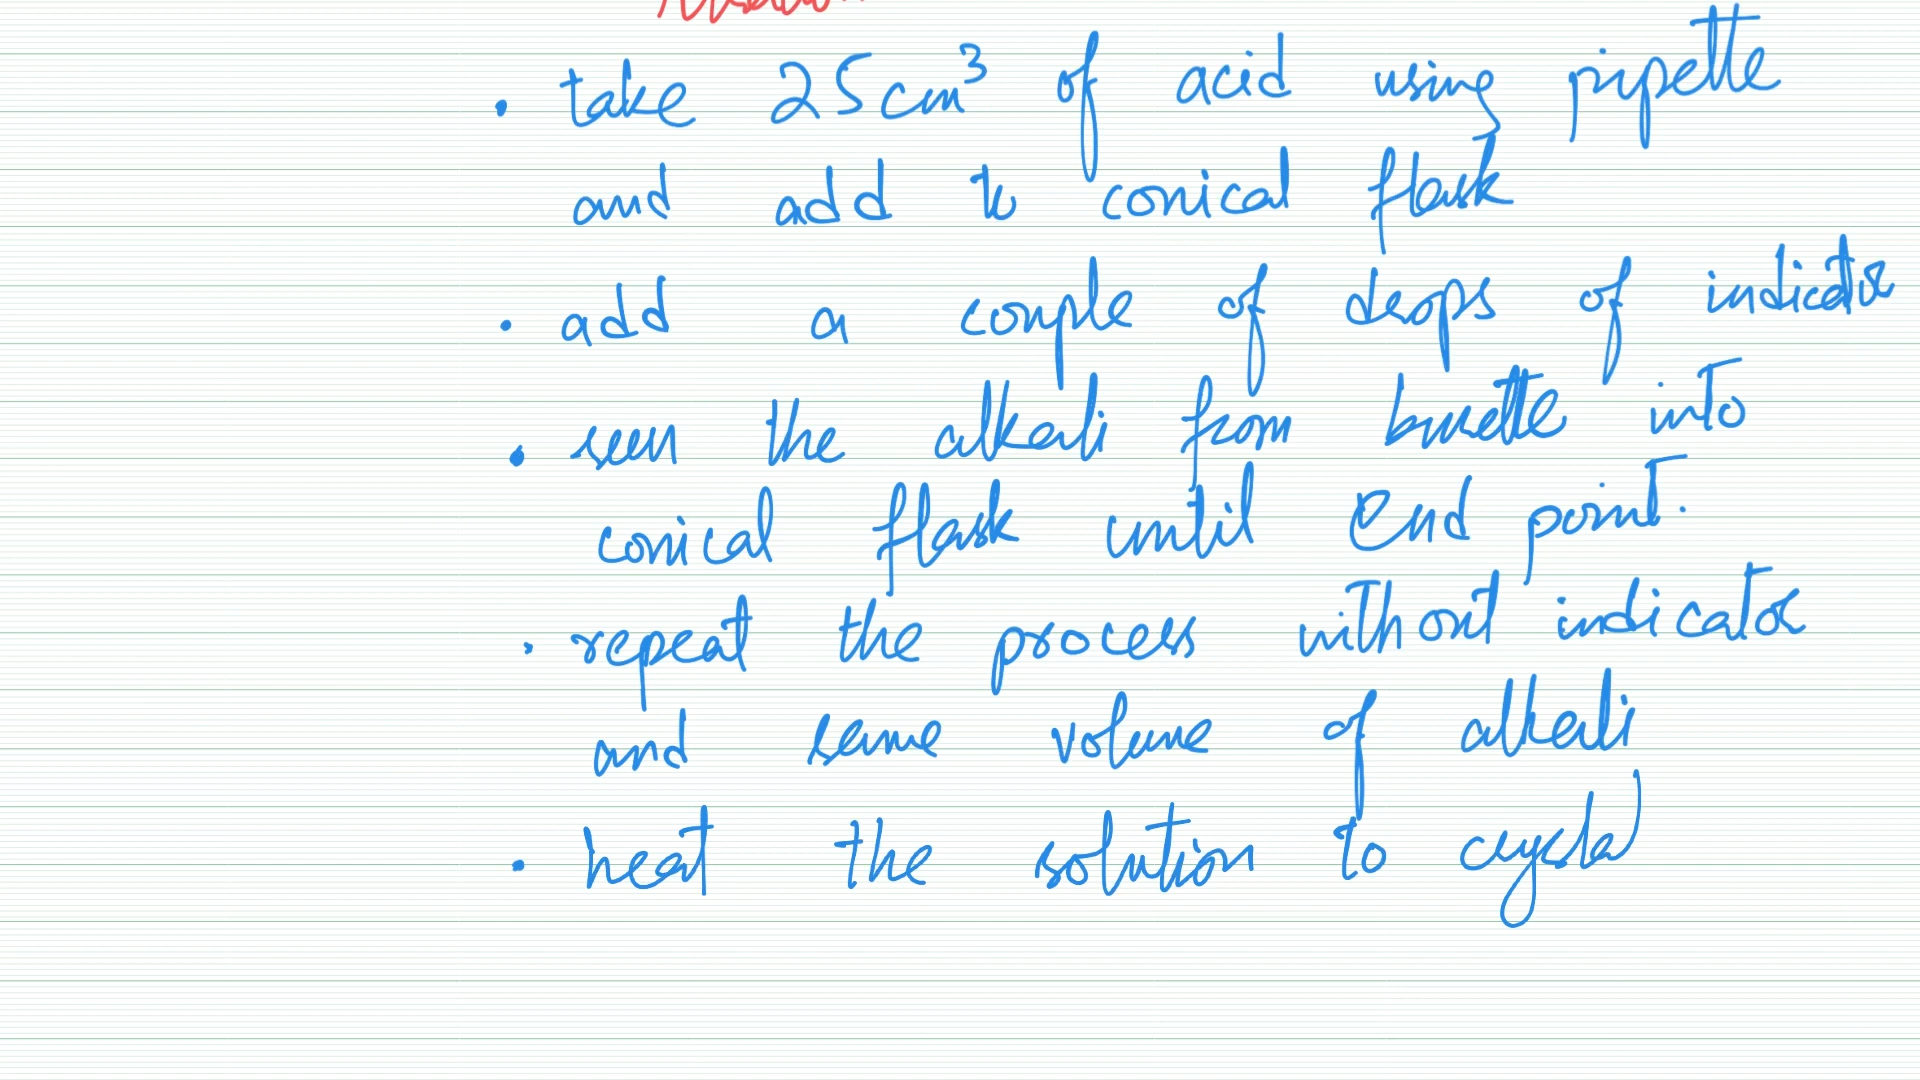 • take 25 cm³ of acid using pipette
and add to conical flask
• add a couple of drops of indicator
• run the alkali from burette into
conical flask until end point.
• repeat the process without indicator
and same volume of alkali
• heat the solution to